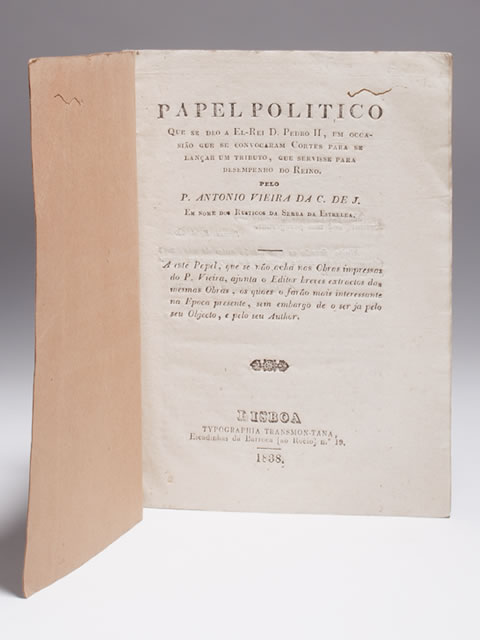 PAPEL POLITICO
QUE SE DEO A EL-REI D. PEDRO II, EM OCCA-
SIÃO QUE SE CONVOCARAM CORTES PARA SE
LANÇAR UM TRIBUTO, QUE SERVISSE PARA
DESEMPENHO DO REINO.
PELO
P. ANTONIO VIEIRA DA C. DE J.
EM NOME DOS RUSTICOS DA SERRA DA ESTRELLA.
A este Papel, que se não acha nas Obras impressas
do P. Vieira, ajunta o Editor breves extractos das
mesmas Obras, os quaes o farão mais interessante
na Epoca presente, sem embargo de o ser ja pelo
seu Objecto, e pelo seu Author.
LISBOA
TYPOGRAPHIA TRANSMON-TANA,
Escadinhas da Barroca [ao Rocio] n.º 19.
1838.